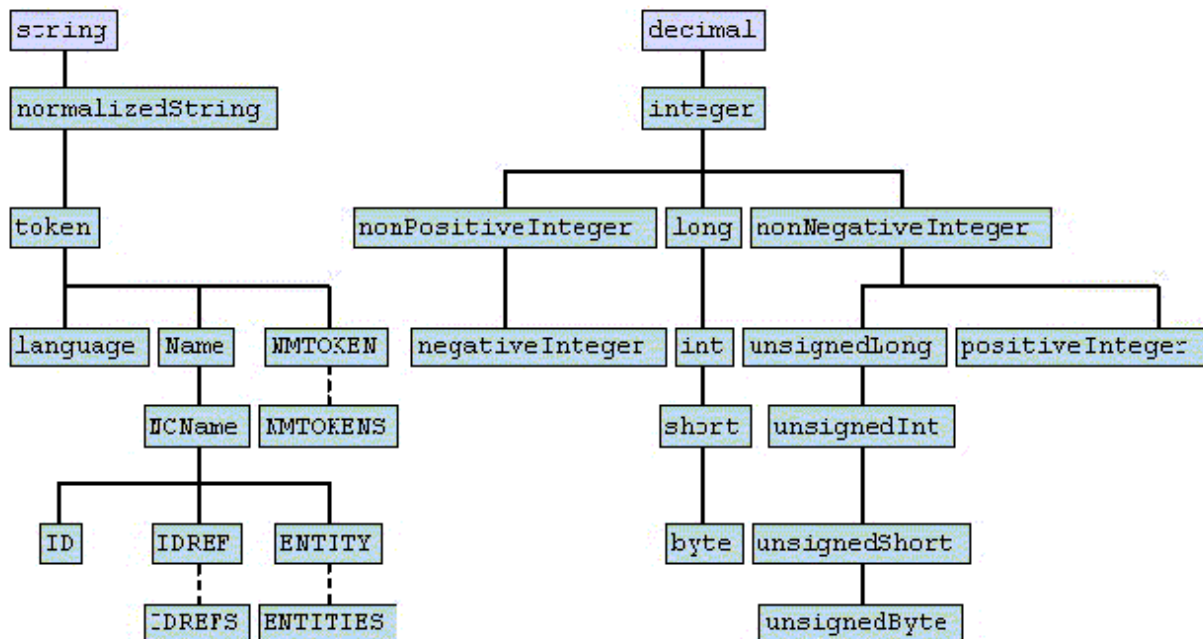 string
decimal
normalizedString
integer
token
nonPositiveInteger
long
nonNegativeInteger
language
Name
NMTOKEN
negativeInteger
int
unsignedLong
positiveInteger
NCName
NMTOKENS
short
unsignedInt
ID
IDREF
ENTITY
byte
unsignedShort
IDREFS
ENTITIES
unsignedByte